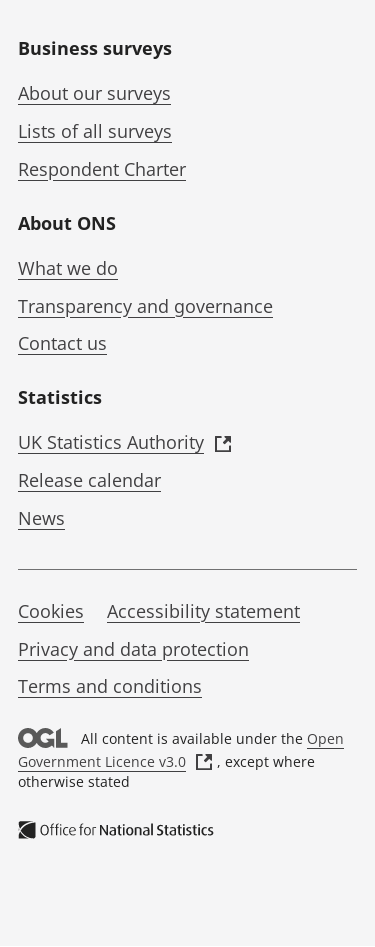 Business surveys
About our surveys
Lists of all surveys
Respondent Charter
About ONS
What we do
Transparency and governance
Contact us
Statistics
UK Statistics Authority
Release calendar
News
Cookies Accessibility statement
Privacy and data protection
Terms and conditions
OGL All content is available under the Open
Government Licence v3.0 , except where
otherwise stated
Office for National Statistics